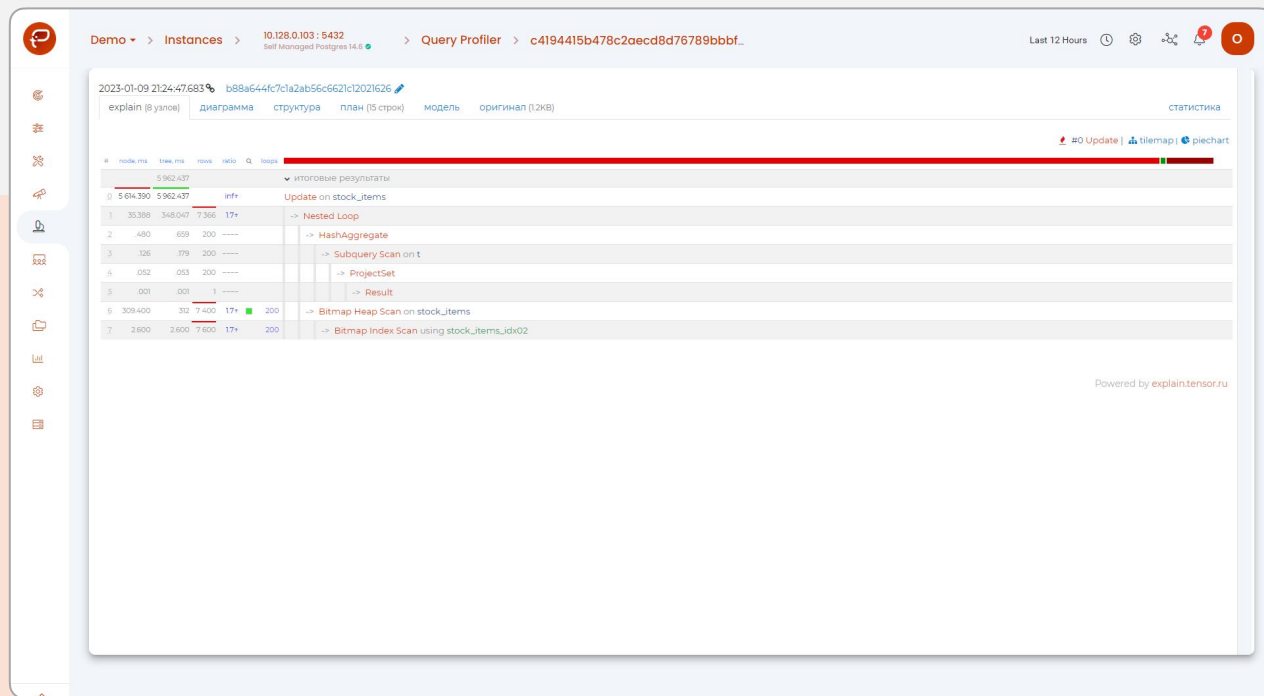 Demo > Instances > 10.128.0.103 : 5432 > Query Profiler > c4194415b478c2aecd8d76789bbbf... Last 12 Hours 7 O
Self Managed Postgres 14.6
2023-01-09 21:24:47.683 b88a644fc7c1a2ab56c6621c12021626
explain (8 узлов) диаграмма структура план (15 строк) модель оригинал (1.2KB) статистика
#0 Update | tilemap | piechart
# node, ms tree, ms rows ratio loops
5 962.437 итоговые результаты
0 5 614.390 5 962.437 inf↑ Update on stock_items
1 35.388 348.047 7 366 1.7↑ -> Nested Loop
2 .480 .659 200 ---- -> HashAggregate
3 .126 .179 200 ---- -> Subquery Scan on t
4 .052 .053 200 ---- -> ProjectSet
5 .001 .001 1 ---- -> Result
6 309.400 312 7 400 1.7↑ 200 -> Bitmap Heap Scan on stock_items
7 2.600 2.600 7 600 1.7↑ 200 -> Bitmap Index Scan using stock_items_idx02
Powered by explain.tensor.ru